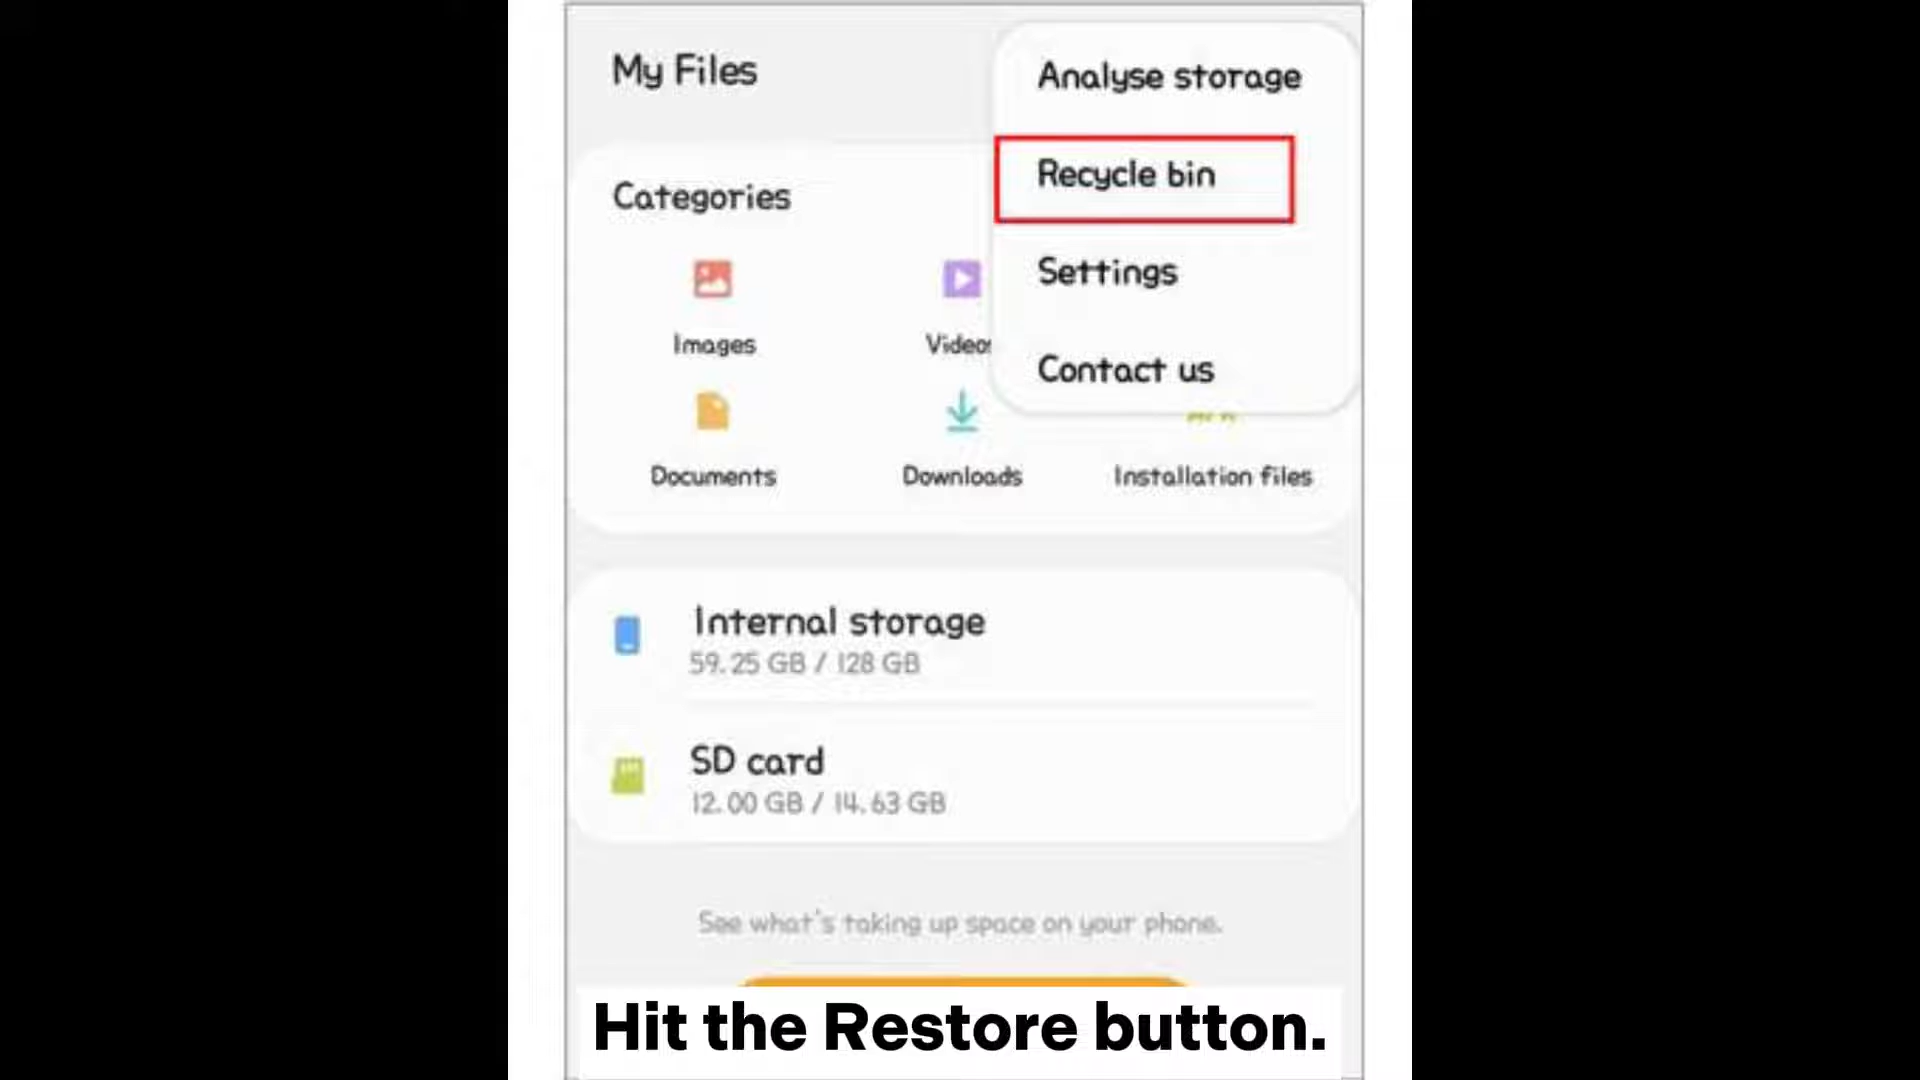 My Files
Analyse storage
Recycle bin
Settings
Contact us
Categories
Images
Videos
Documents
Downloads
Installation files
Internal storage
59.25 GB / 128 GB
SD card
12.00 GB / 14.63 GB
See what's taking up space on your phone.
Hit the Restore button.